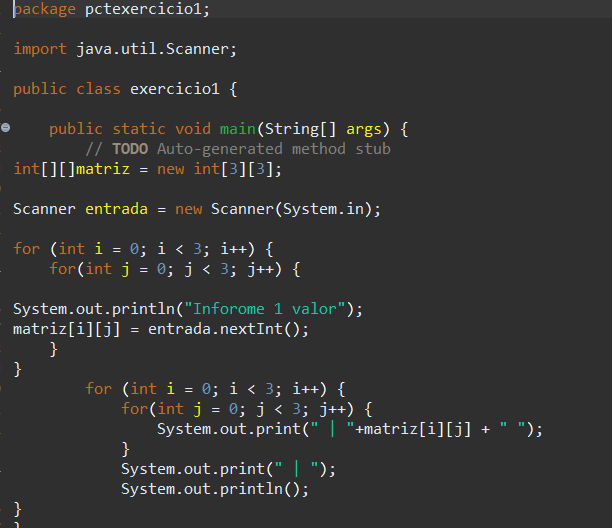 package pctexercicio1;
import java.util.Scanner;
public class exercicio1 {
public static void main(String[] args) {
// TODO Auto-generated method stub
int[][]matriz = new int[3][3];
Scanner entrada = new Scanner(System.in);
for (int i = 0; i < 3; i++) {
for(int j = 0; j < 3; j++) {
System.out.println("Inforome 1 valor");
matriz[i][j] = entrada.nextInt();
}
}
for (int i = 0; i < 3; i++) {
for(int j = 0; j < 3; j++) {
System.out.print(" | "+matriz[i][j] + " ");
}
System.out.print(" | ");
System.out.println();
}
}